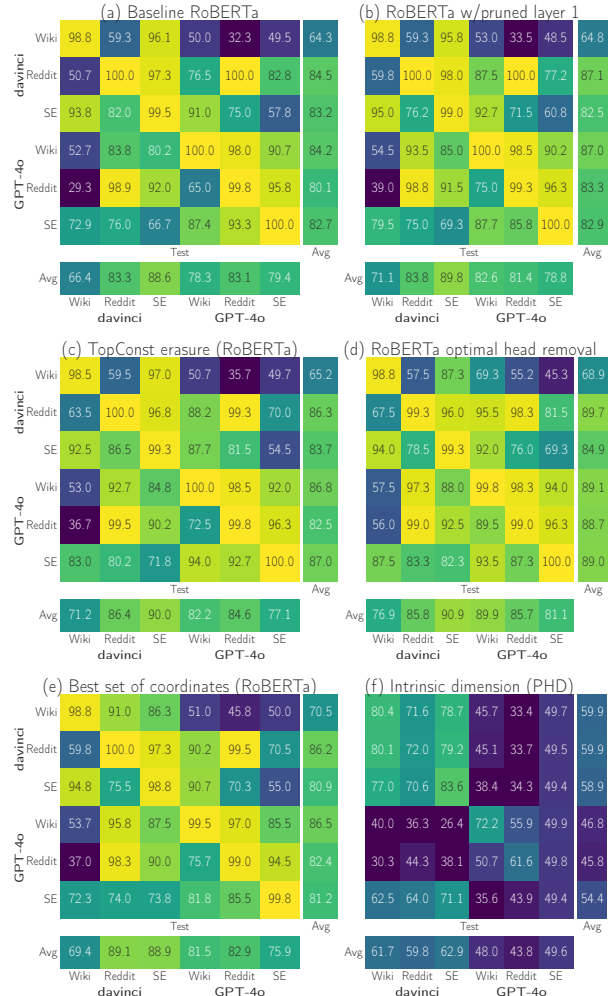 (a) Baseline RoBERTa
davinci
GPT-4o
Wiki 98.8 59.3 96.1 50.0 32.3 49.5 64.3
Reddit 50.7 100.0 97.3 76.5 100.0 82.8 84.5
SE 93.8 82.0 99.5 91.0 75.0 57.8 83.2
Wiki 52.7 83.8 80.2 100.0 98.0 90.7 84.2
Reddit 29.3 98.9 92.0 65.0 99.8 95.8 80.1
SE 72.9 76.0 66.7 87.4 93.3 100.0 82.7
Test Avg
Avg 66.4 83.3 88.6 78.3 83.1 79.4
Wiki Reddit SE Wiki Reddit SE
davinci GPT-4o
(b) RoBERTa w/pruned layer 1
98.8 59.3 95.8 53.0 33.5 48.5 64.8
59.8 100.0 98.0 87.5 100.0 77.2 87.1
95.0 76.2 99.0 92.7 71.5 60.8 82.5
54.5 93.5 85.0 100.0 98.5 90.2 87.0
39.0 98.8 91.5 75.0 99.3 96.3 83.3
79.5 75.0 69.3 87.7 85.8 100.0 82.9
Test Avg
71.1 83.8 89.8 82.6 81.4 78.8
Wiki Reddit SE Wiki Reddit SE
davinci GPT-4o
(c) TopConst erasure (RoBERTa)
davinci
GPT-4o
Wiki 98.5 59.5 97.0 50.7 35.7 49.7 65.2
Reddit 63.5 100.0 96.8 88.2 99.3 70.0 86.3
SE 92.5 86.5 99.3 87.7 81.5 54.5 83.7
Wiki 53.0 92.7 84.8 100.0 98.5 92.0 86.8
Reddit 36.7 99.5 90.2 72.5 99.8 96.3 82.5
SE 83.0 80.2 71.8 94.0 92.7 100.0 87.0
Test Avg
Avg 71.2 86.4 90.0 82.2 84.6 77.1
Wiki Reddit SE Wiki Reddit SE
davinci GPT-4o
(d) RoBERTa optimal head removal
98.8 57.5 87.3 69.3 55.2 45.3 68.9
67.5 99.3 96.0 95.5 98.3 81.5 89.7
94.0 78.5 99.3 92.0 76.0 69.3 84.9
57.5 97.3 88.0 99.8 98.3 94.0 89.1
56.0 99.0 92.5 89.5 99.0 96.3 88.7
87.5 83.3 82.3 93.5 87.3 100.0 89.0
Test Avg
76.9 85.8 90.9 89.9 85.7 81.1
Wiki Reddit SE Wiki Reddit SE
davinci GPT-4o
(e) Best set of coordinates (RoBERTa)
davinci
GPT-4o
Wiki 98.8 91.0 86.3 51.0 45.8 50.0 70.5
Reddit 59.8 100.0 97.3 90.2 99.5 70.5 86.2
SE 94.8 75.5 98.8 90.7 70.3 55.0 80.9
Wiki 53.7 95.8 87.5 99.5 97.0 85.5 86.5
Reddit 37.0 98.3 90.0 75.7 99.0 94.5 82.4
SE 72.3 74.0 73.8 81.8 85.5 99.8 81.2
Test Avg
Avg 69.4 89.1 88.9 81.5 82.9 75.9
Wiki Reddit SE Wiki Reddit SE
davinci GPT-4o
(f) Intrinsic dimension (PHD)
80.4 71.6 78.7 45.7 33.4 49.7 59.9
80.1 72.0 79.2 45.1 33.7 49.5 59.9
77.0 70.6 83.6 38.4 34.3 49.4 58.9
40.0 36.3 26.4 72.2 55.9 49.9 46.8
30.3 44.3 38.1 50.7 61.6 49.8 45.8
62.5 64.0 71.1 35.6 43.9 49.4 54.4
Test Avg
61.7 59.8 62.9 48.0 43.8 49.6
Wiki Reddit SE Wiki Reddit SE
davinci GPT-4o